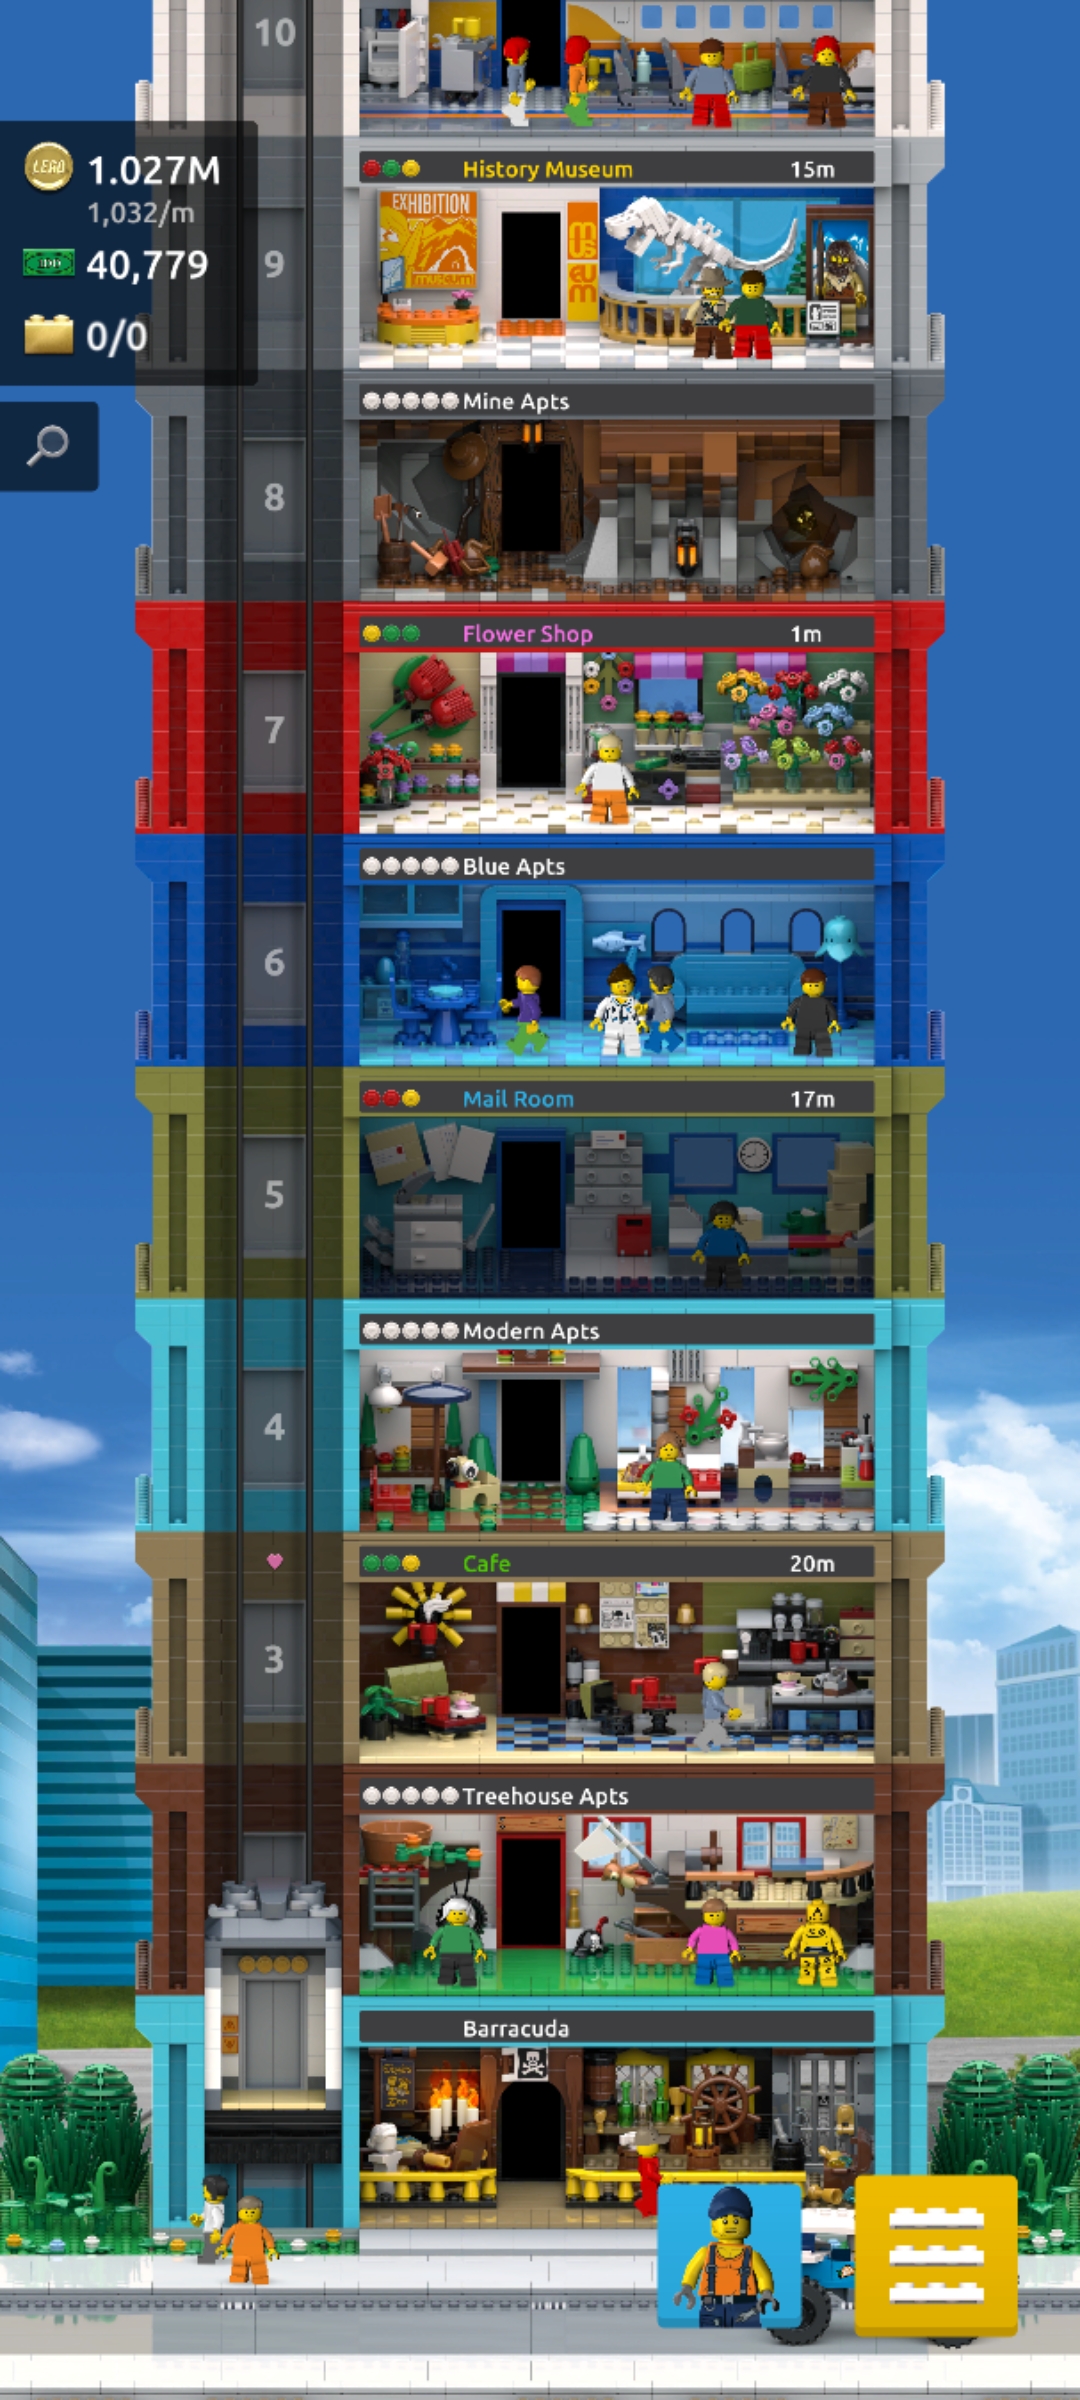 10
LEGO 1.027M
1,032/m
40,779
0/0
History Museum 15m
EXHIBITION
museum
mus
eum
9
Mine Apts
8
Flower Shop 1m
7
Blue Apts
6
Mail Room 17m
5
Modern Apts
4
Cafe 20m
3
Treehouse Apts
Barracuda